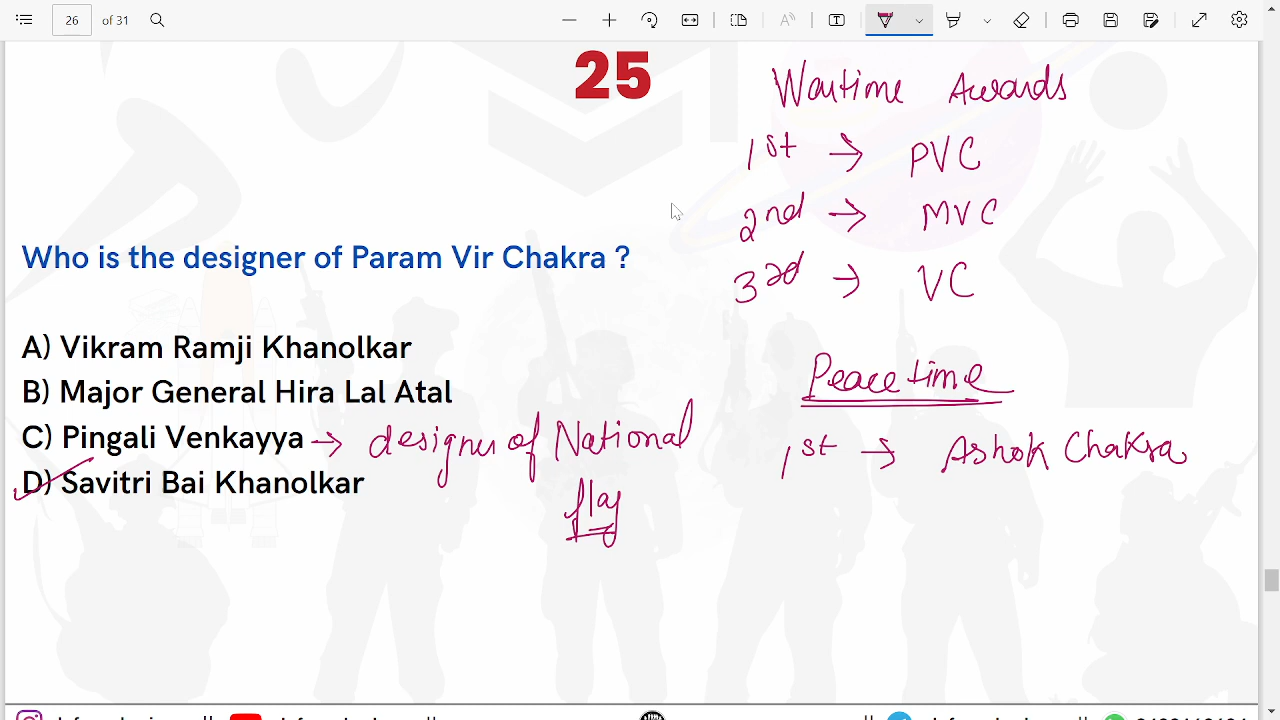 26 of 31
25
Who is the designer of Param Vir Chakra ?
A) Vikram Ramji Khanolkar
B) Major General Hira Lal Atal
C) Pingali Venkayya → designer of National
flag
D) Savitri Bai Khanolkar
Wartime Awards
1st → PVC
2nd → MVC
3rd → VC
Peace time
1st → Ashok Chakra